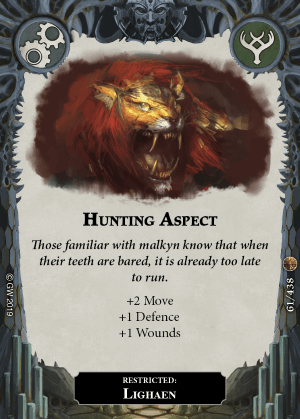 Hunting Aspect
Those familiar with malkyn know that when
their teeth are bared, it is already too late
to run.
+2 Move
+1 Defence
+1 Wounds
© GW 2019
61/438
RESTRICTED:
Lighaen